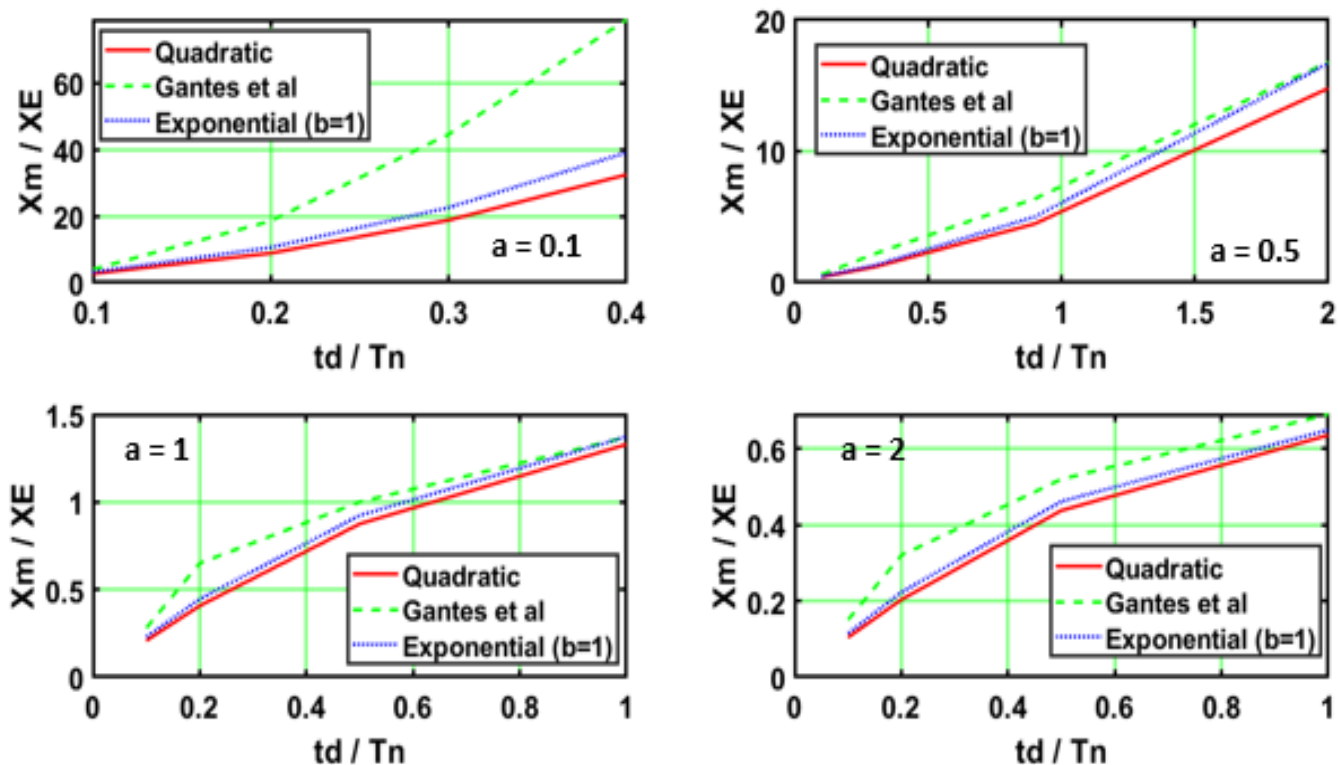 Xm / XE
60
40
20
0
Quadratic
Gantes et al
Exponential (b=1)
a = 0.1
0.1
0.2
0.3
0.4
td / Tn
Xm / XE
20
10
0
Quadratic
Gantes et al
Exponential (b=1)
a = 0.5
0
0.5
1
1.5
2
td / Tn
Xm / XE
1.5
1
0.5
0
a = 1
Quadratic
Gantes et al
Exponential (b=1)
0
0.2
0.4
0.6
0.8
1
td / Tn
Xm / XE
0.6
0.4
0.2
0
a = 2
Quadratic
Gantes et al
Exponential (b=1)
0
0.2
0.4
0.6
0.8
1
td / Tn